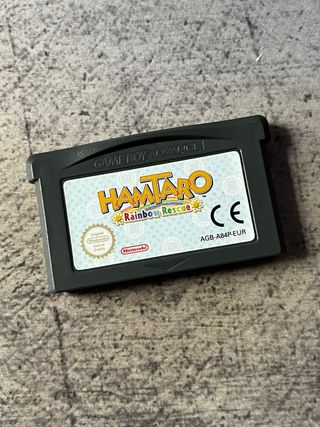 GAME BOY ADVANCE
HAMTARO
Rainbow Rescue
CE
Nintendo
AGB-A84P-EUR